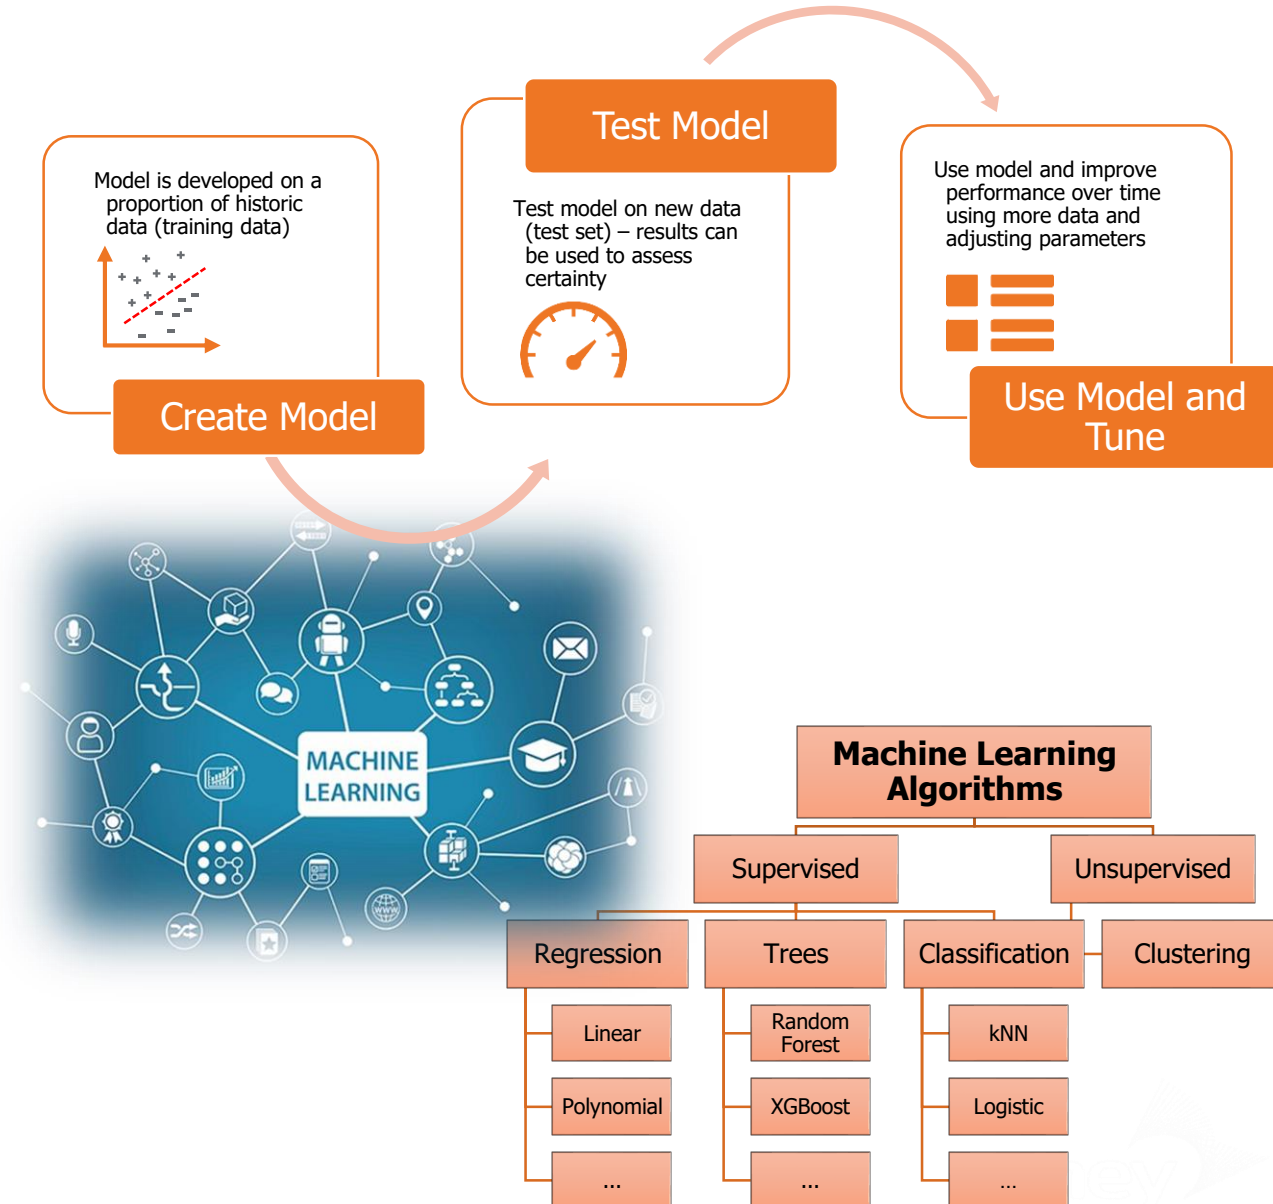 Test Model
Model is developed on a
proportion of historic
data (training data)
Create Model
Test model on new data
(test set) – results can
be used to assess
certainty
Use model and improve
performance over time
using more data and
adjusting parameters
Use Model and
Tune
MACHINE
LEARNING
WWW
Machine Learning
Algorithms
Supervised
Unsupervised
Regression
Trees
Classification
Clustering
Linear
Random
Forest
kNN
Polynomial
XGBoost
Logistic
...
...
...